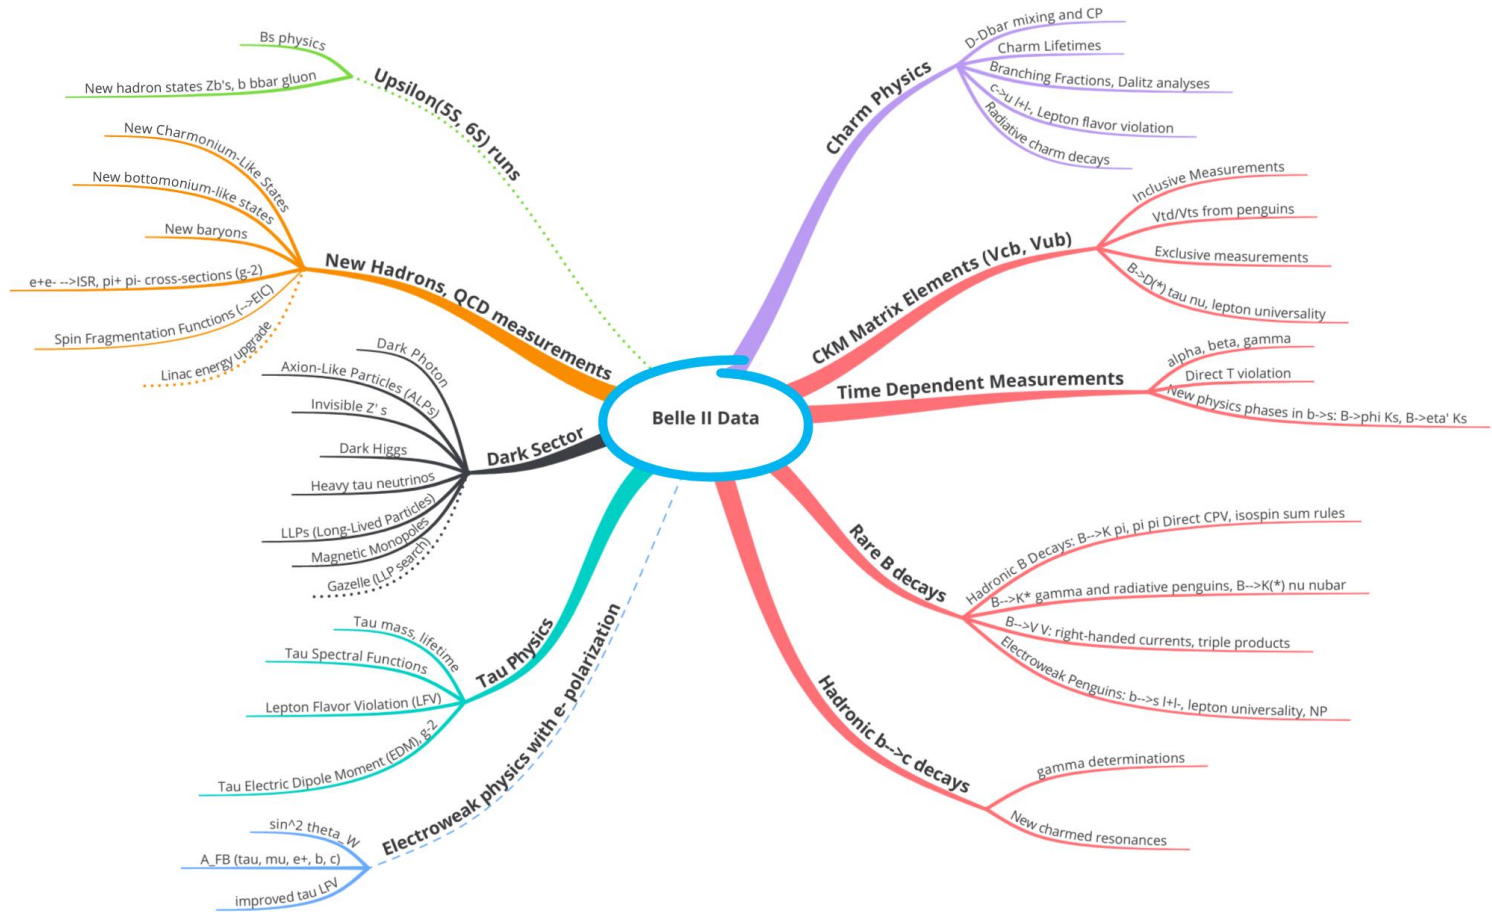 Belle II Data
Upsilon(5S, 6S) runs
Bs physics
New hadron states Zb's, b bbar gluon
New Hadrons, QCD measurements
New Charmonium-Like States
New bottomonium-like states
New baryons
e+e- -->ISR, pi+ pi- cross-sections (g-2)
Spin Fragmentation Functions (-->EIC)
Linac energy upgrade
Dark Sector
Dark Photon
Axion-Like Particles (ALPs)
Invisible Z' s
Dark Higgs
Heavy tau neutrinos
LLPs (Long-Lived Particles)
Magnetic Monopoles
Gazelle (LLP search)
Tau Physics
Tau mass, lifetime
Tau Spectral Functions
Lepton Flavor Violation (LFV)
Tau Electric Dipole Moment (EDM), g-2
Electroweak physics with e- polarization
sin^2 theta_W
A_FB (tau, mu, e+, b, c)
improved tau LFV
Charm Physics
D-Dbar mixing and CP
Charm Lifetimes
Branching Fractions, Dalitz analyses
c->u l+l-, Lepton flavor violation
Radiative charm decays
CKM Matrix Elements (Vcb, Vub)
Inclusive Measurements
Vtd/Vts from penguins
Exclusive measurements
B->D(*) tau nu, lepton universality
Time Dependent Measurements
alpha, beta, gamma
Direct T violation
New physics phases in b->s: B->phi Ks, B->eta' Ks
Rare B decays
Hadronic B Decays: B-->K pi, pi pi Direct CPV, isospin sum rules
B-->K* gamma and radiative penguins, B-->K(*) nu nubar
B-->V V: right-handed currents, triple products
Electroweak Penguins: b-->s l+l-, lepton universality, NP
Hadronic b-->c decays
gamma determinations
New charmed resonances